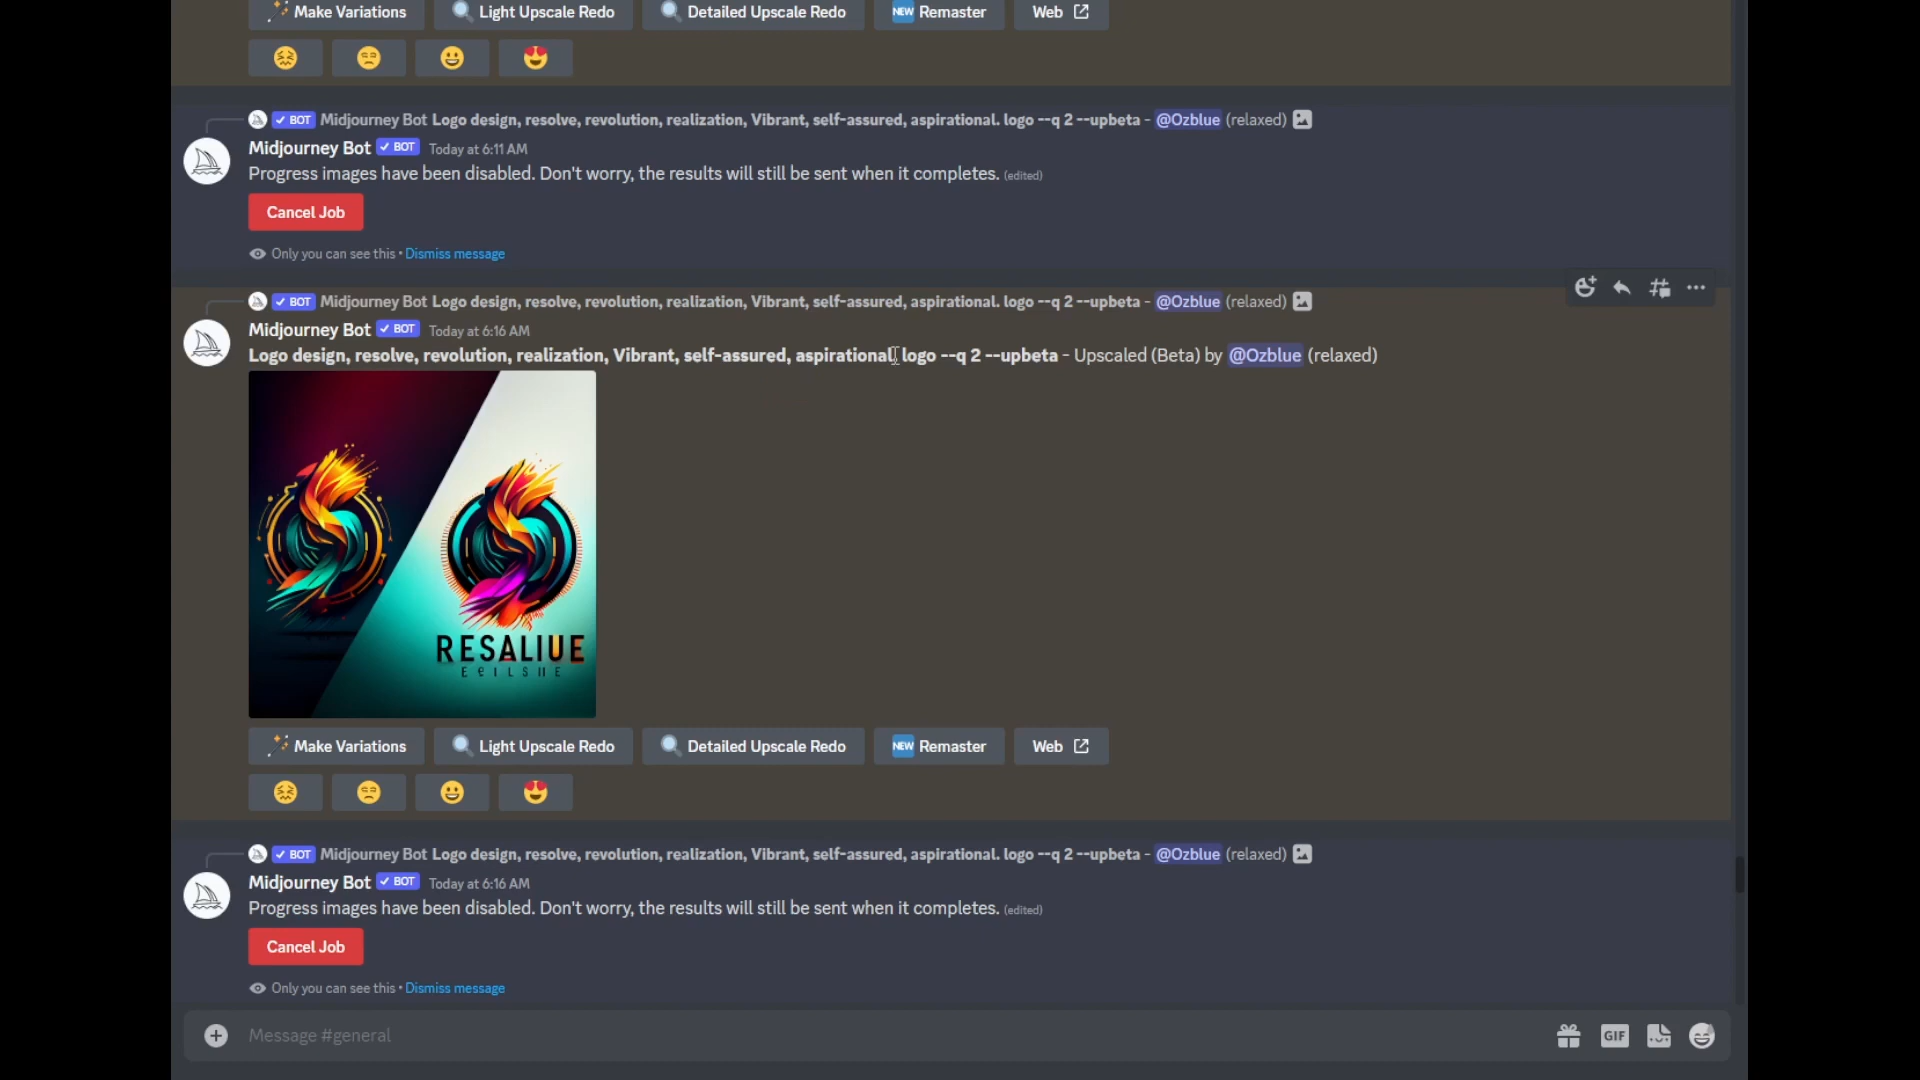 Make Variations Light Upscale Redo Detailed Upscale Redo NEW Remaster Web
BOT Midjourney Bot Logo design, resolve, revolution, realization, Vibrant, self-assured, aspirational. logo --q 2 --upbeta - @Ozblue (relaxed)
Midjourney Bot BOT Today at 6:11 AM
Progress images have been disabled. Don't worry, the results will still be sent when it completes. (edited)
Cancel Job
Only you can see this • Dismiss message
BOT Midjourney Bot Logo design, resolve, revolution, realization, Vibrant, self-assured, aspirational. logo --q 2 --upbeta - @Ozblue (relaxed)
Midjourney Bot BOT Today at 6:16 AM
Logo design, resolve, revolution, realization, Vibrant, self-assured, aspirational. logo --q 2 --upbeta - Upscaled (Beta) by @Ozblue (relaxed)
RESALIUE
Make Variations Light Upscale Redo Detailed Upscale Redo NEW Remaster Web
BOT Midjourney Bot Logo design, resolve, revolution, realization, Vibrant, self-assured, aspirational. logo --q 2 --upbeta - @Ozblue (relaxed)
Midjourney Bot BOT Today at 6:16 AM
Progress images have been disabled. Don't worry, the results will still be sent when it completes. (edited)
Cancel Job
Only you can see this • Dismiss message
Message #general GIF